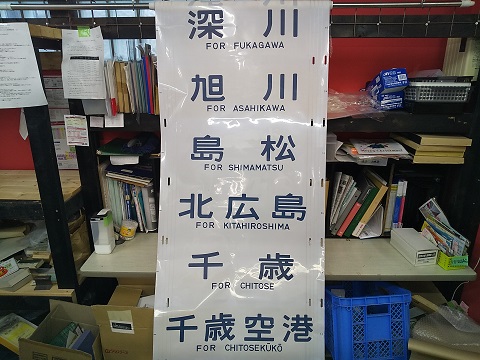 深川
FOR FUKAGAWA
旭川
FOR ASAHIKAWA
島松
FOR SHIMAMATSU
北広島
FOR KITAHIROSHIMA
千歳
FOR CHITOSE
千歳空港
FOR CHITOSEKŪKŌ